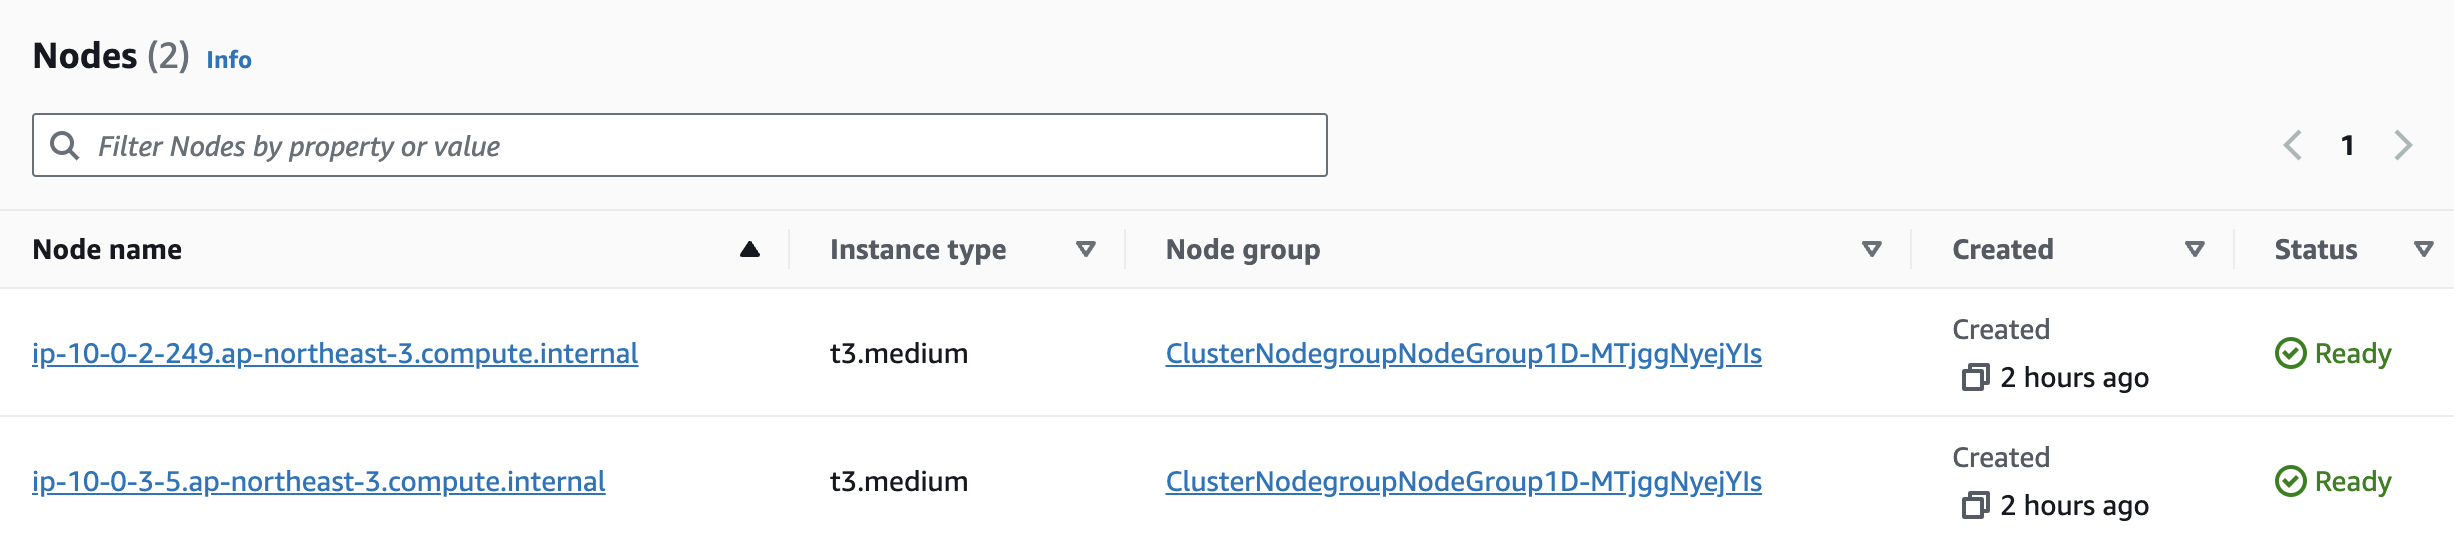 Nodes (2) Info
Filter Nodes by property or value
1
Node name Instance type Node group Created Status
ip-10-0-2-249.ap-northeast-3.compute.internal t3.medium ClusterNodegroupNodeGroup1D-MTjggNyejYIs Created 2 hours ago Ready
ip-10-0-3-5.ap-northeast-3.compute.internal t3.medium ClusterNodegroupNodeGroup1D-MTjggNyejYIs Created 2 hours ago Ready